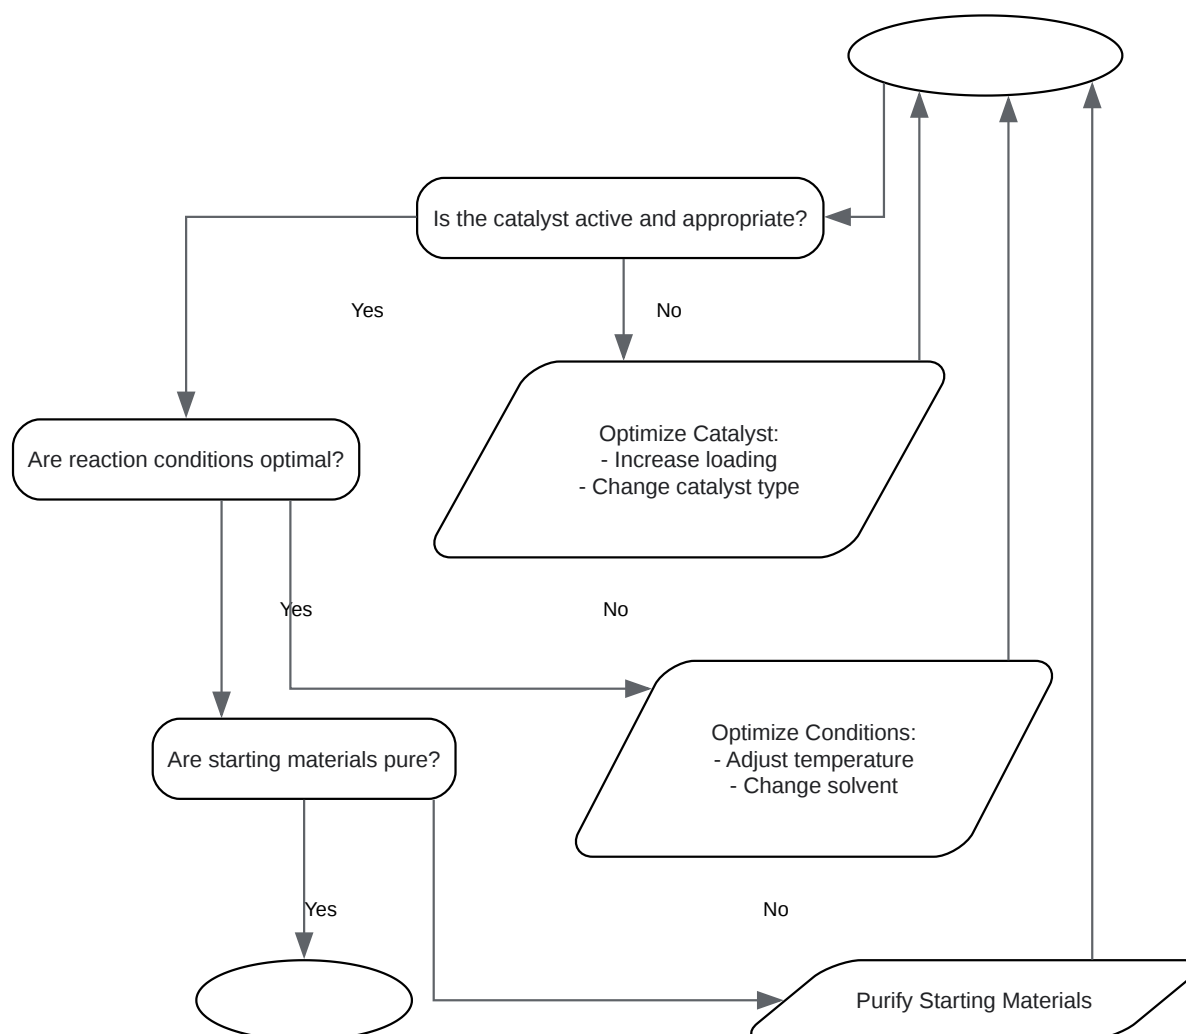 Is the catalyst active and appropriate?
Yes
No
Optimize Catalyst:
- Increase loading
- Change catalyst type
Are reaction conditions optimal?
Yes
No
Optimize Conditions:
- Adjust temperature
- Change solvent
Are starting materials pure?
Yes
No
Purify Starting Materials